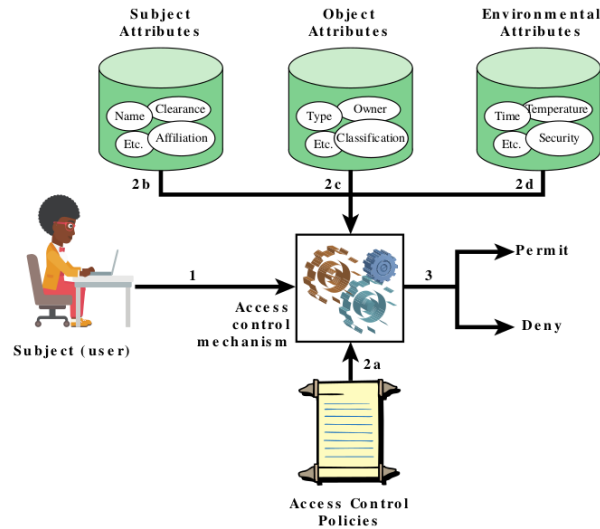 Subject
Attributes
Object
Attributes
Environmental
Attributes
Name
Clearance
Etc.
Affiliation
Type
Owner
Etc.
Classification
Time
Temperature
Etc.
Security
2b
2c
2d
1
Access
control
mechanism
3
Permit
Deny
Subject (user)
2a
Access Control
Policies